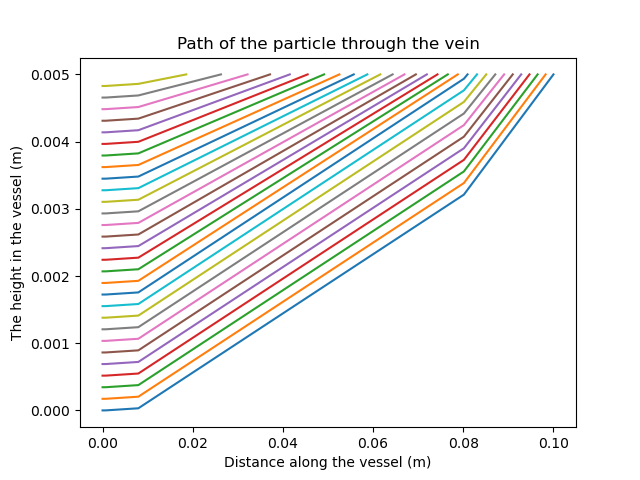 Path of the particle through the vein
The height in the vessel (m)
0.005
0.004
0.003
0.002
0.001
0.000
0.00 0.02 0.04 0.06 0.08 0.10
Distance along the vessel (m)